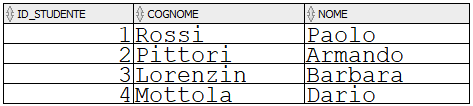 ID_STUDENTE COGNOME NOME
1 Rossi Paolo
2 Pittori Armando
3 Lorenzin Barbara
4 Mottola Dario